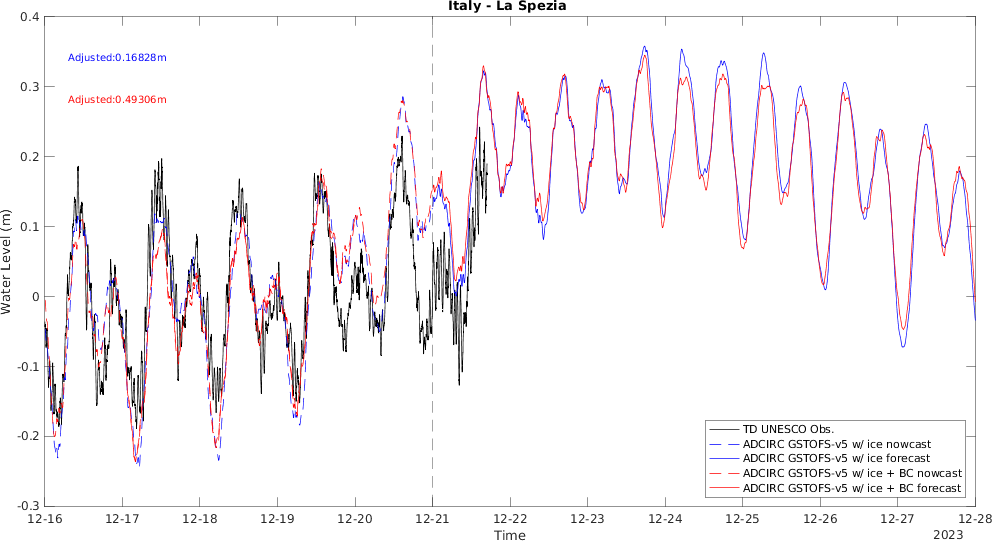 Italy - La Spezia
0.4
Adjusted:0.16828m
0.3
Adjusted:0.49306m
0.2
0.1
0
-0.1
-0.2
-0.3
Water Level (m)
TD UNESCO Obs.
ADCIRC GSTOFS-v5 w/ ice nowcast
ADCIRC GSTOFS-v5 w/ ice forecast
ADCIRC GSTOFS-v5 w/ ice + BC nowcast
ADCIRC GSTOFS-v5 w/ ice + BC forecast
12-16 12-17 12-18 12-19 12-20 12-21 12-22 12-23 12-24 12-25 12-26 12-27 12-28
Time
2023